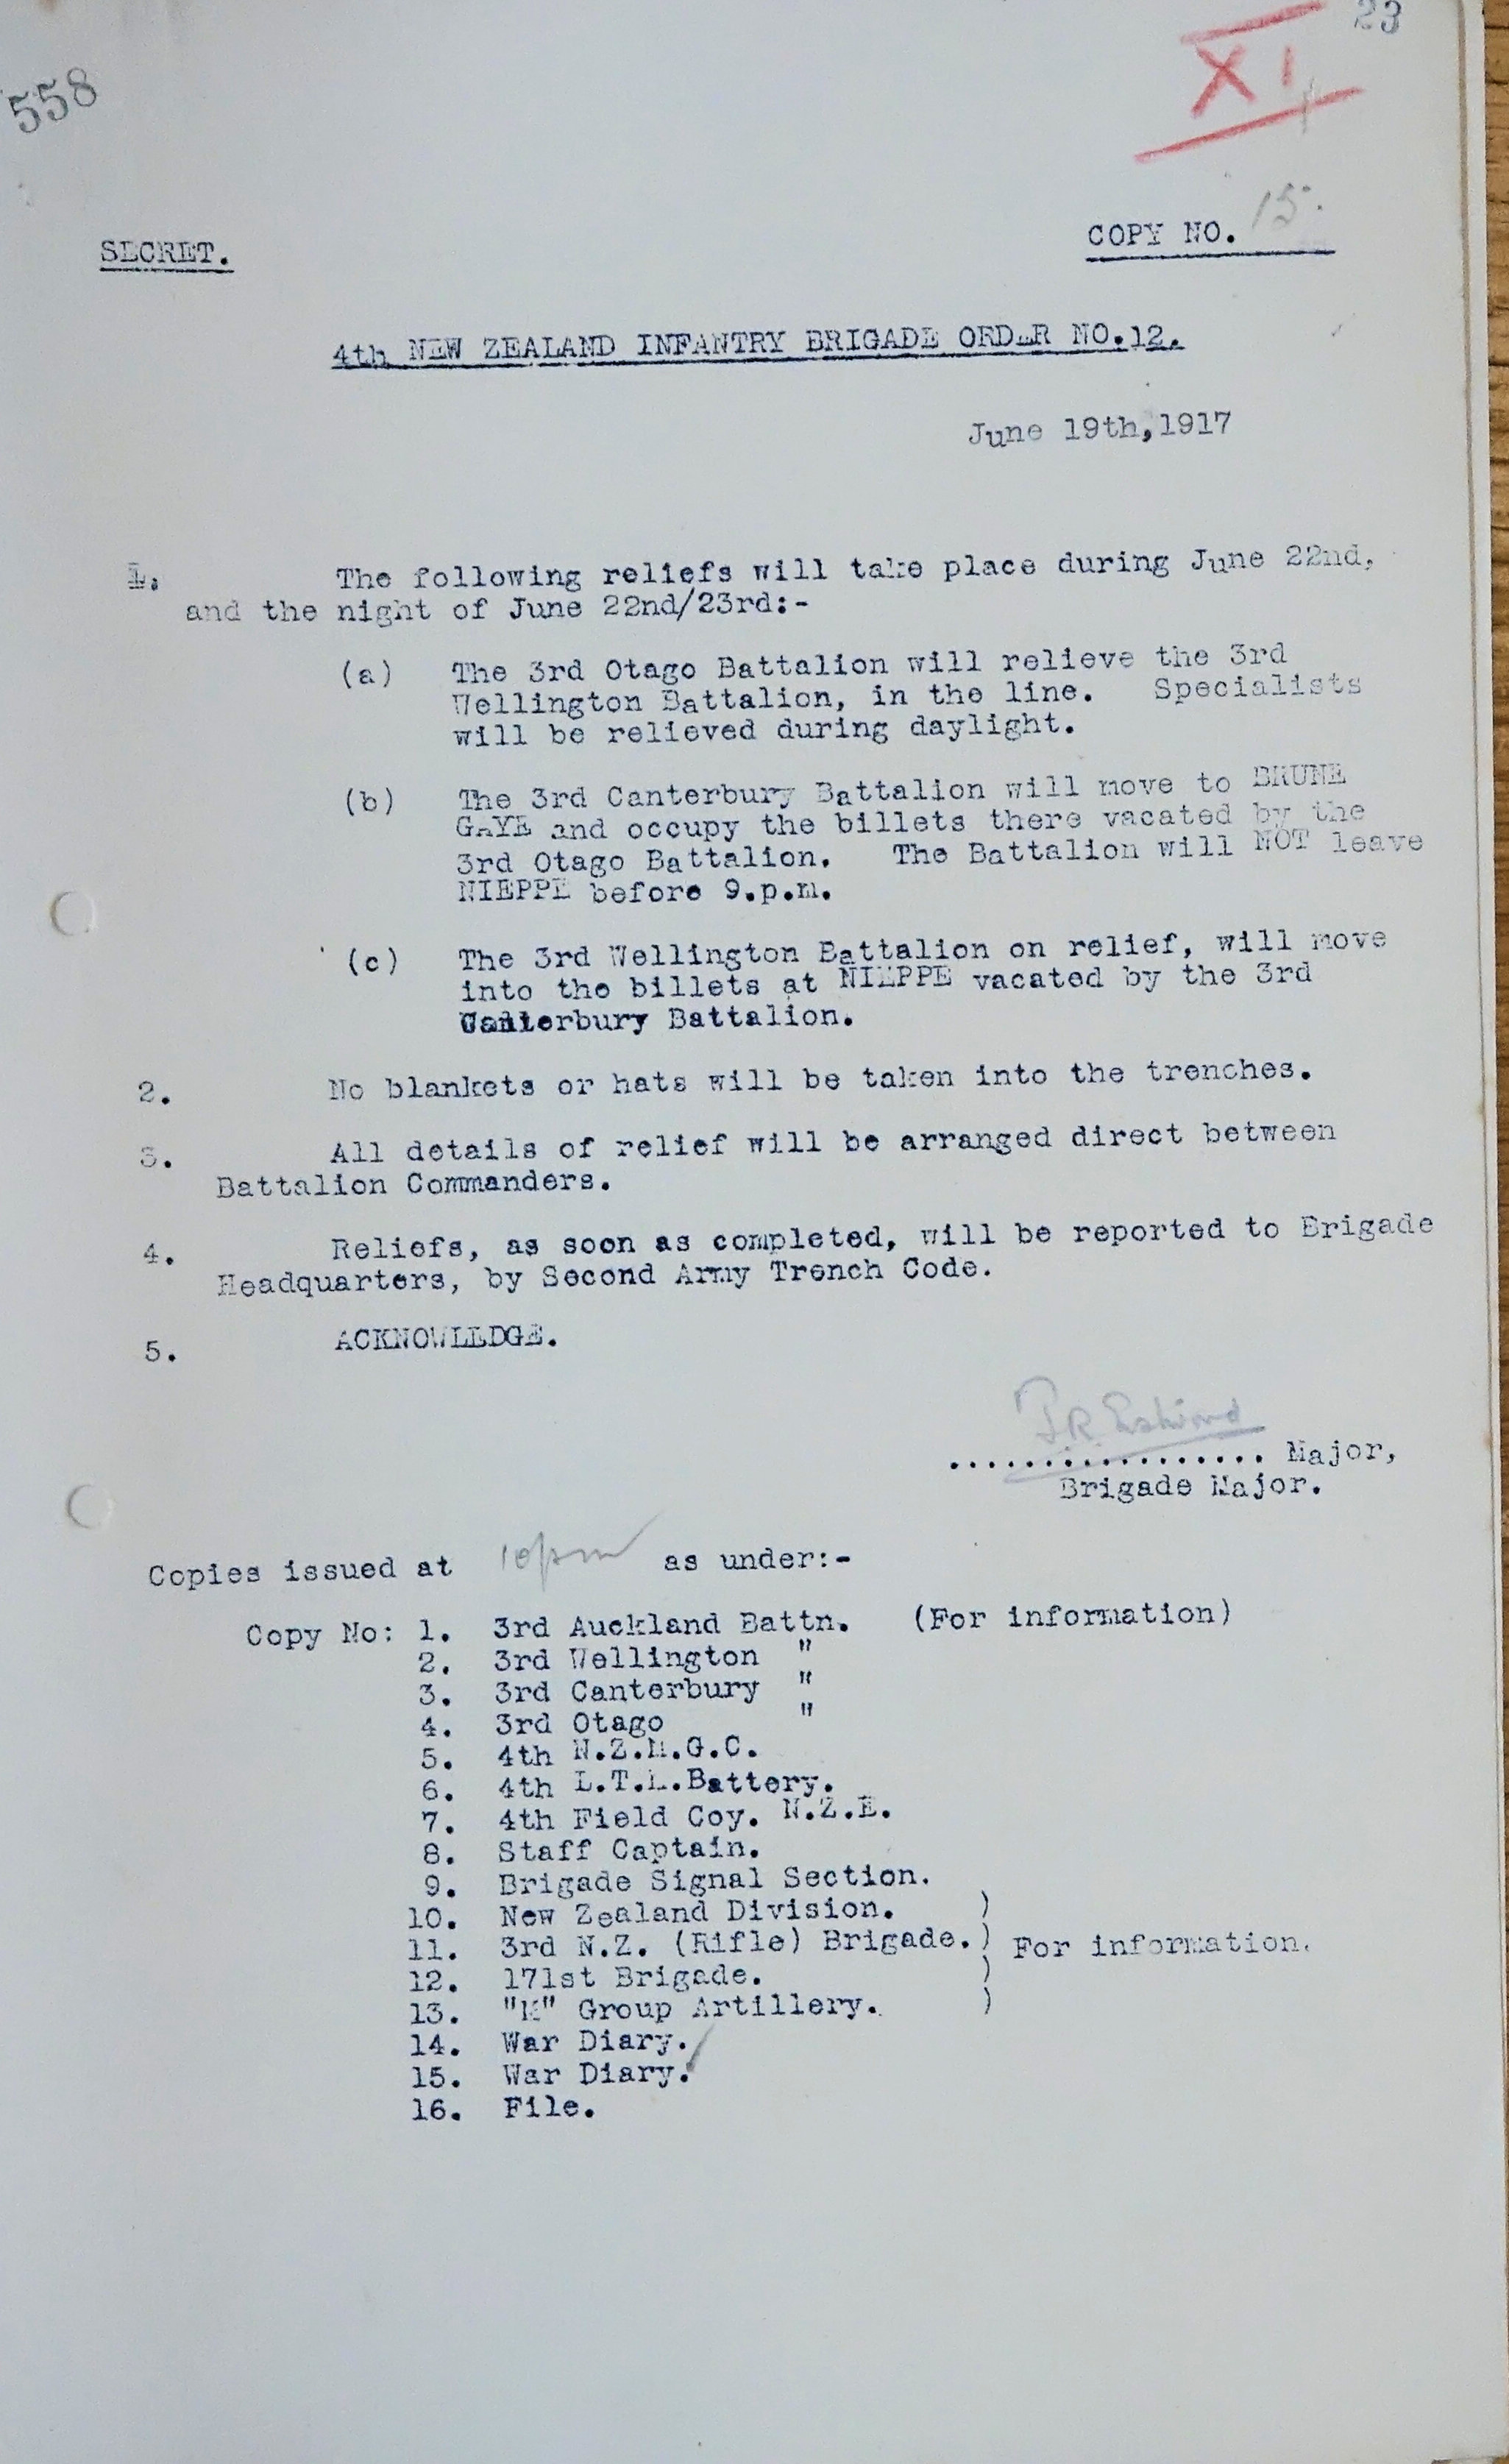 23
558
XI
SECRET.
COPY NO. 15.
4th NEW ZEALAND INFANTRY BRIGADE ORDER NO.12.
June 19th,1917
1. The following reliefs will take place during June 22nd,
and the night of June 22nd/23rd:-
(a) The 3rd Otago Battalion will relieve the 3rd
Wellington Battalion, in the line. Specialists
will be relieved during daylight.
(b) The 3rd Canterbury Battalion will move to BRUNE
GAYE and occupy the billets there vacated by the
3rd Otago Battalion. The Battalion will NOT leave
NIEPPE before 9.p.m.
(c) The 3rd Wellington Battalion on relief, will move
into the billets at NIEPPE vacated by the 3rd
Canterbury Battalion.
2. No blankets or hats will be taken into the trenches.
3. All details of relief will be arranged direct between
Battalion Commanders.
4. Reliefs, as soon as completed, will be reported to Brigade
Headquarters, by Second Army Trench Code.
5. ACKNOWLEDGE.
................. Major,
Brigade Major.
Copies issued at 10pm as under:-
Copy No: 1. 3rd Auckland Battn. (For information)
2. 3rd Wellington "
3. 3rd Canterbury "
4. 3rd Otago "
5. 4th N.Z.M.G.C.
6. 4th L.T.M.Battery.
7. 4th Field Coy. N.Z.E.
8. Staff Captain.
9. Brigade Signal Section.
10. New Zealand Division. )
11. 3rd N.Z. (Rifle) Brigade. ) For information.
12. 171st Brigade. )
13. Group Artillery. )
14. War Diary.
15. War Diary.
16. File.